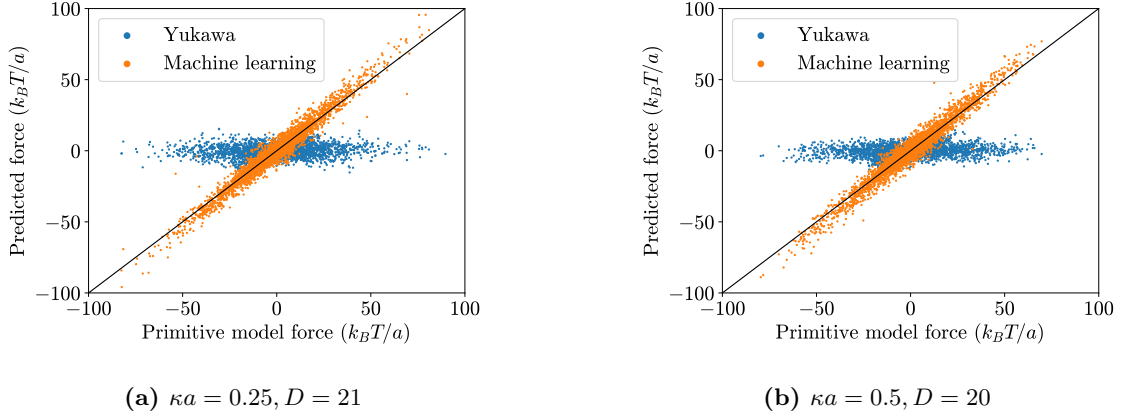 100
50
0
−50
−100
Predicted force (k_BT/a)
Yukawa
Machine learning
−100
−50
0
50
100
Primitive model force (k_BT/a)
(a) κa = 0.25, D = 21
100
50
0
−50
−100
Predicted force (k_BT/a)
Yukawa
Machine learning
−100
−50
0
50
100
Primitive model force (k_BT/a)
(b) κa = 0.5, D = 20